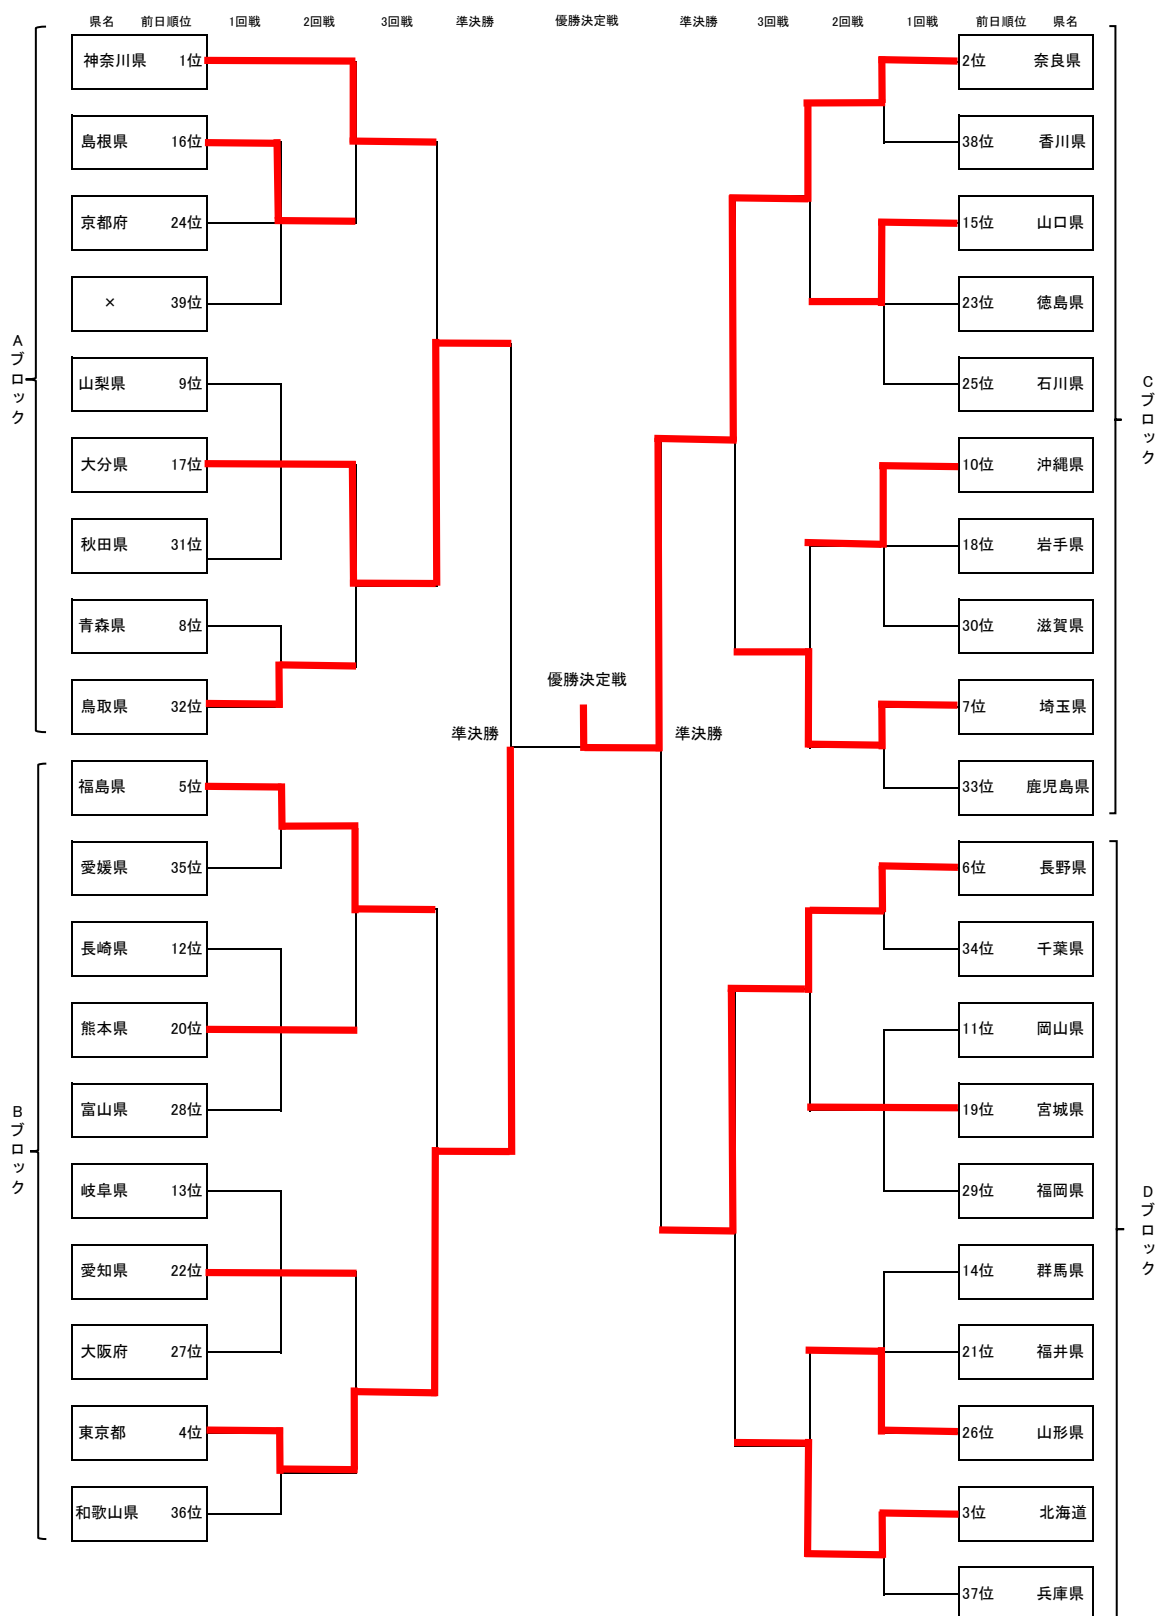 県名 前日順位 1回戦 2回戦 3回戦 準決勝 優勝決定戦 準決勝 3回戦 2回戦 1回戦 前日順位 県名
神奈川県 1位
島根県 16位
京都府 24位
× 39位
山梨県 9位
大分県 17位
秋田県 31位
青森県 8位
鳥取県 32位
Aブロック
福島県 5位
愛媛県 35位
長崎県 12位
熊本県 20位
富山県 28位
岐阜県 13位
愛知県 22位
大阪府 27位
東京都 4位
和歌山県 36位
Bブロック
優勝決定戦
準決勝 準決勝
2位 奈良県
38位 香川県
15位 山口県
23位 徳島県
25位 石川県
10位 沖縄県
18位 岩手県
30位 滋賀県
7位 埼玉県
33位 鹿児島県
Cブロック
6位 長野県
34位 千葉県
11位 岡山県
19位 宮城県
29位 福岡県
14位 群馬県
21位 福井県
26位 山形県
3位 北海道
37位 兵庫県
Dブロック